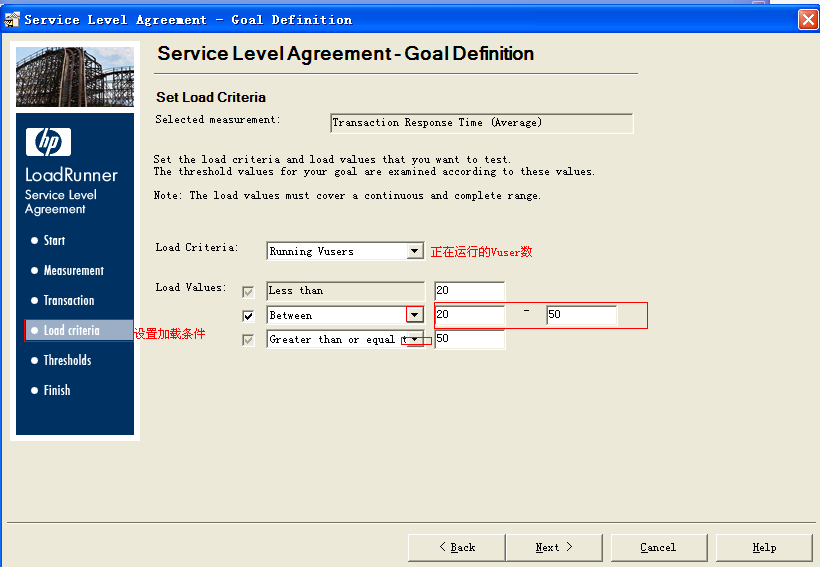 Service Level Agreement - Goal Definition
Service Level Agreement - Goal Definition
Set Load Criteria
Selected measurement:
Transaction Response Time (Average)
Set the load criteria and load values that you want to test.
The threshold values for your goal are examined according to these values.
Note: The load values must cover a continuous and complete range.
hp
LoadRunner
Service Level
Agreement
Start
Measurement
Transaction
Load criteria
设置加载条件
Thresholds
Finish
Load Criteria:
Running Vusers
正在运行的Vuser数
Load Values:
Less than
20
Between
20 - 50
Greater than or equal t
50
< Back
Next >
Cancel
Help